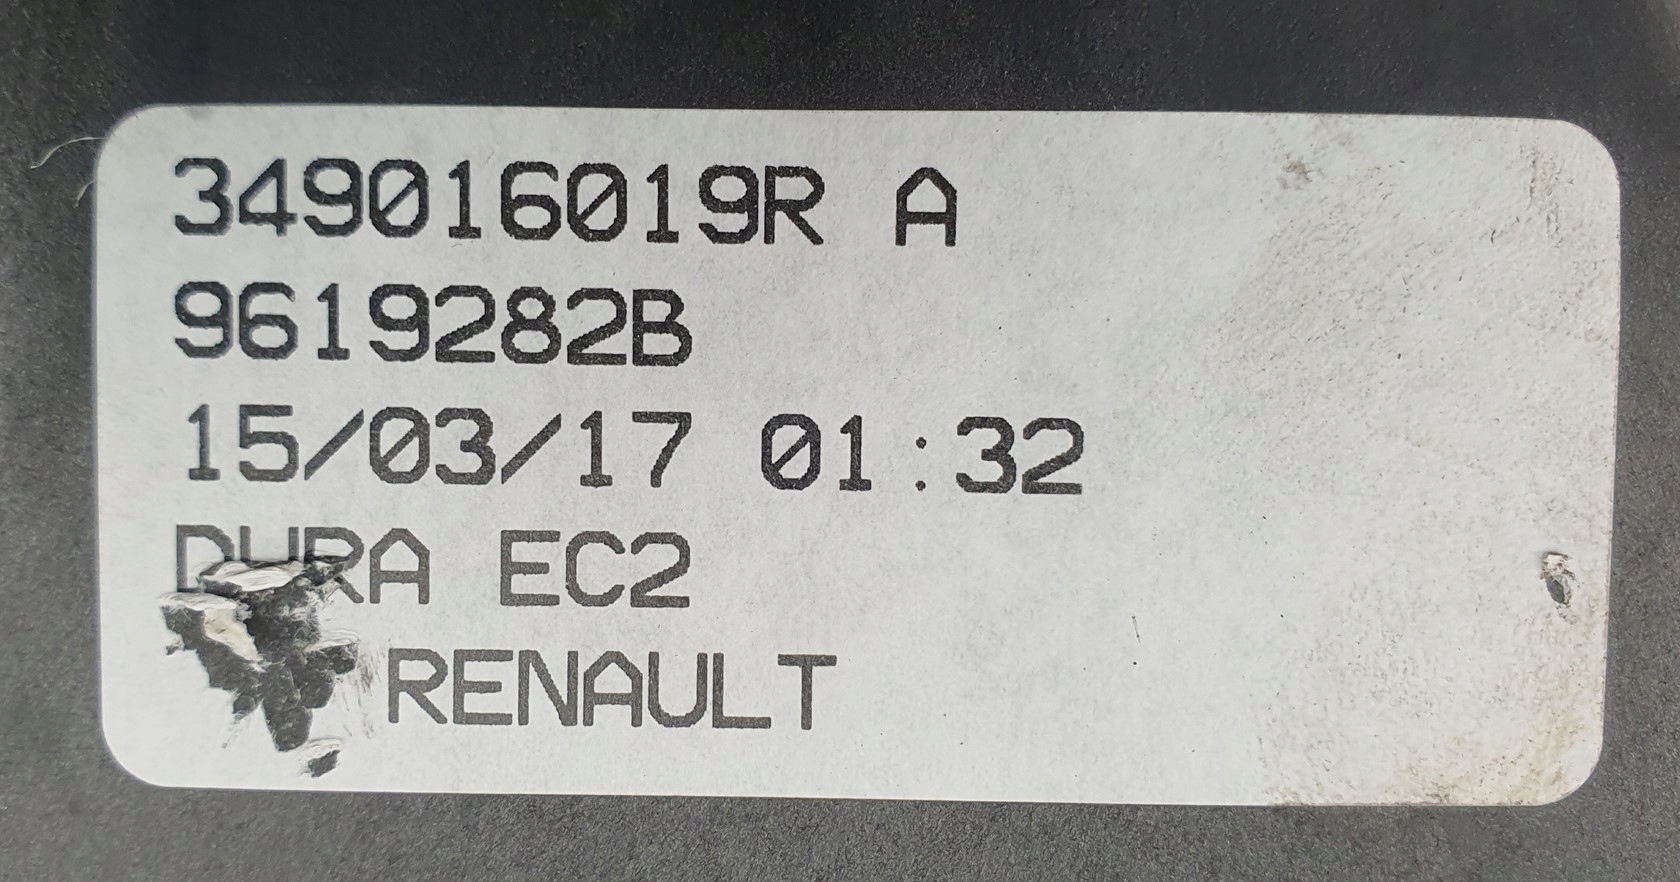 349016019R A
9619282B
15/03/17 01:32
DURA EC2
RENAULT